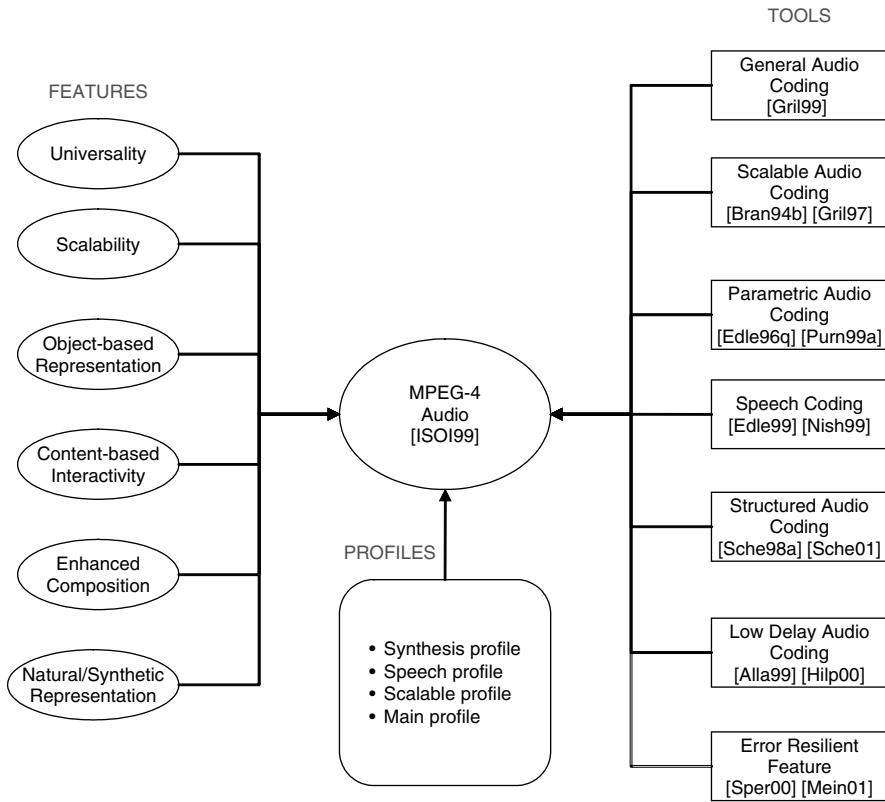 FEATURES
Universality
Scalability
Object-based
Representation
Content-based
Interactivity
Enhanced
Composition
Natural/Synthetic
Representation
MPEG-4
Audio
[ISOI99]
PROFILES
• Synthesis profile
• Speech profile
• Scalable profile
• Main profile
TOOLS
General Audio
Coding
[Gril99]
Scalable Audio
Coding
[Bran94b] [Gril97]
Parametric Audio
Coding
[Edle96q] [Purn99a]
Speech Coding
[Edle99] [Nish99]
Structured Audio
Coding
[Sche98a] [Sche01]
Low Delay Audio
Coding
[Alla99] [Hilp00]
Error Resilient
Feature
[Sper00] [Mein01]